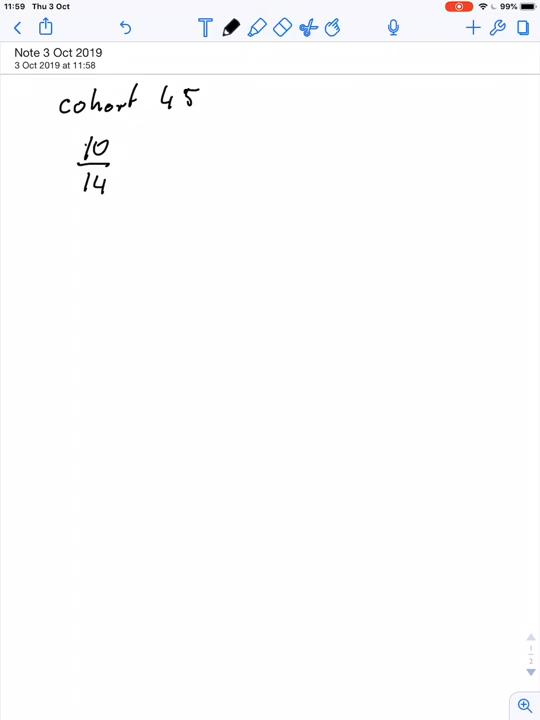 11:59 Thu 3 Oct 99%
T
Note 3 Oct 2019
3 Oct 2019 at 11:58
cohort 45
10
14
1
2